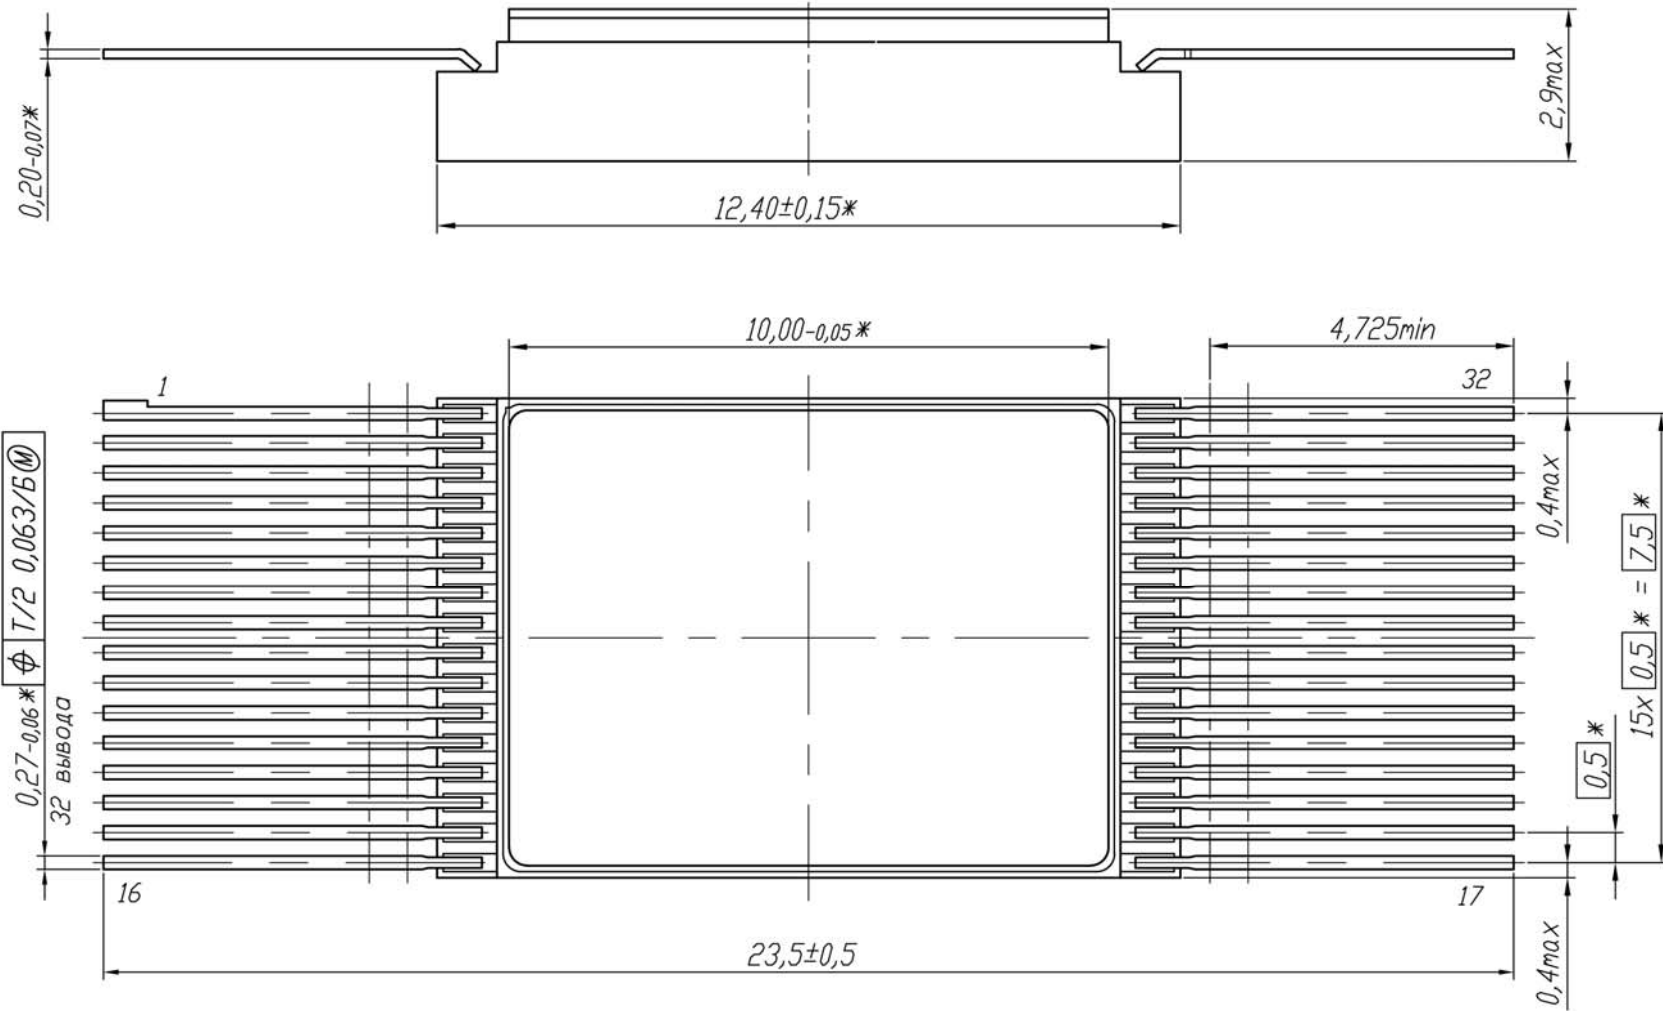 0,20-0,07*
2,9max
12,40±0,15*
10,00-0,05*
4,725min
1
32
⌖ T/2 0,063/Б Ⓜ
0,27-0,06*
32 вывода
0,4max
15x 0,5* = 7,5*
0,5*
16
17
23,5±0,5
0,4max